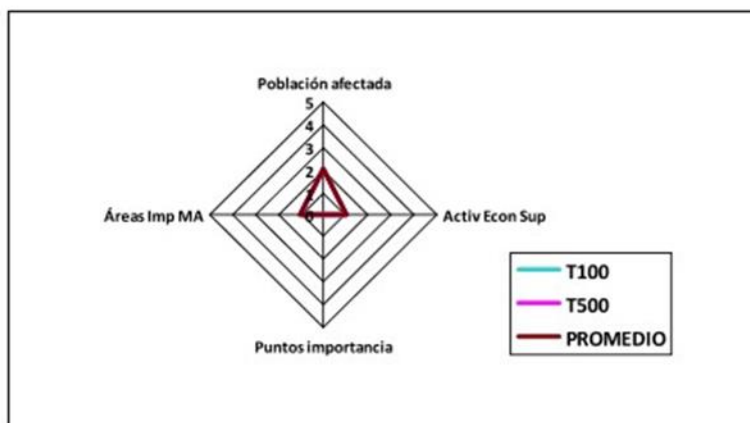 Población afectada
5
4
3
2
1
0
Áreas Imp MA
Activ Econ Sup
Puntos importancia
T100
T500
PROMEDIO